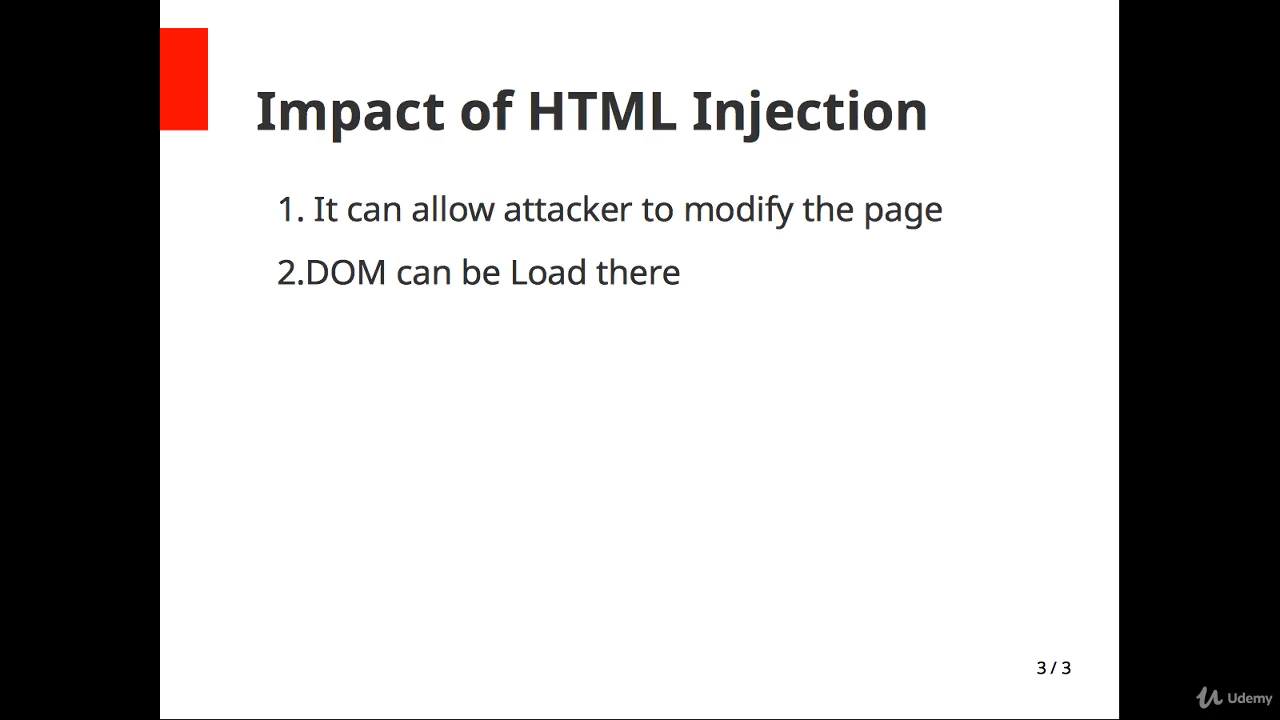 Impact of HTML Injection
1. It can allow attacker to modify the page
2.DOM can be Load there
3 / 3
Udemy